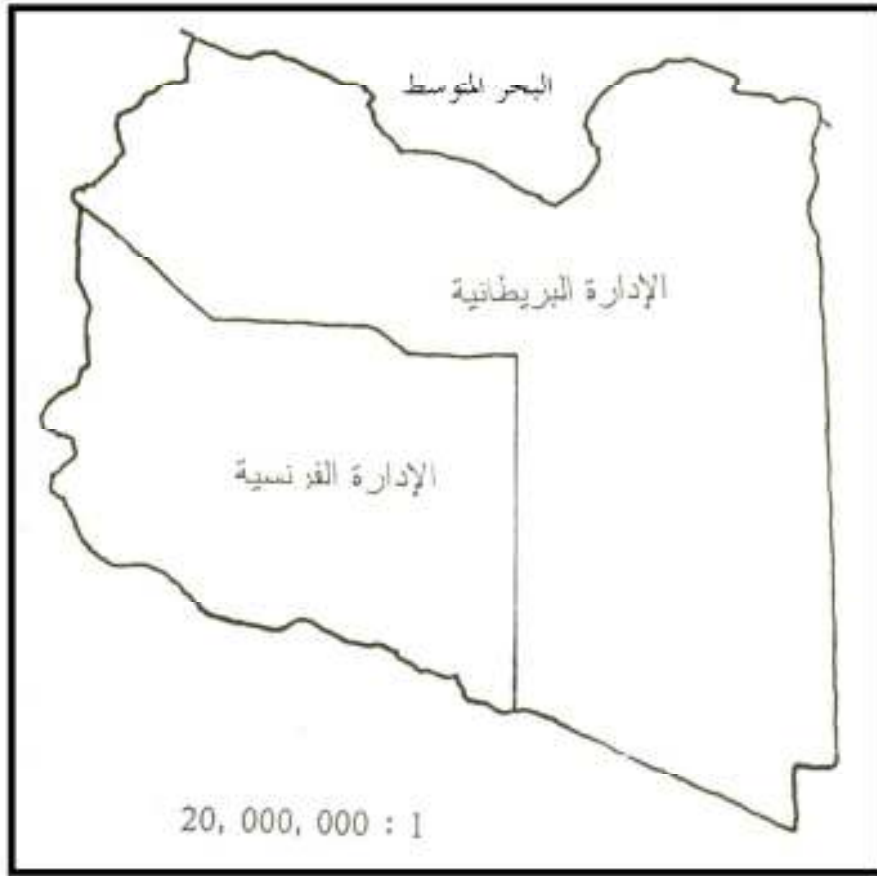 البحر المتوسط
الإدارة البريطانية
الإدارة الفرنسية
20, 000, 000 : 1